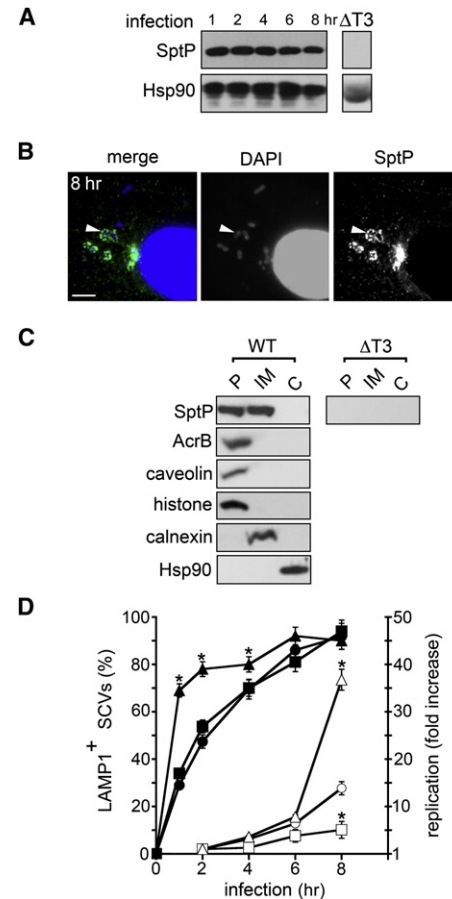 A
infection 1 2 4 6 8 hr ΔT3
SptP
Hsp90
B
merge DAPI SptP
8 hr
C
WT ΔT3
P IM C P IM C
SptP
AcrB
caveolin
histone
calnexin
Hsp90
D
100 50
80 40
60 30
40 20
20 10
0 1
* * * * *
LAMP1+ SCVs (%)
replication (fold increase)
0 2 4 6 8
infection (hr)